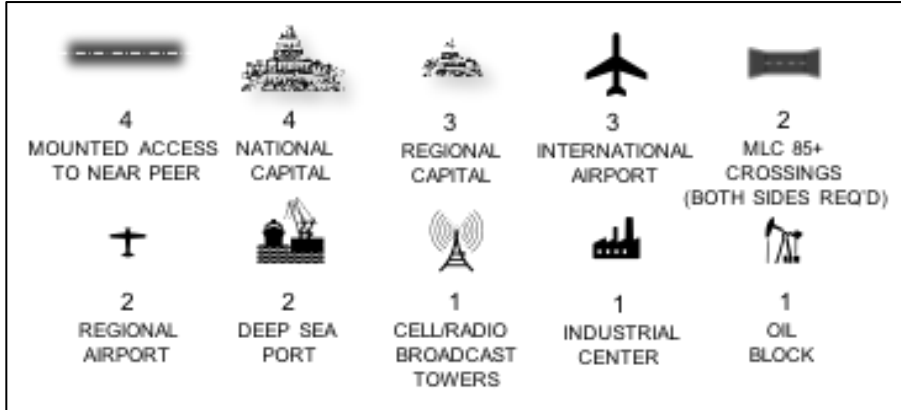 4
MOUNTED ACCESS
TO NEAR PEER
4
NATIONAL
CAPITAL
3
REGIONAL
CAPITAL
3
INTERNATIONAL
AIRPORT
2
MLC 85+
CROSSINGS
(BOTH SIDES REQ'D)
2
REGIONAL
AIRPORT
2
DEEP SEA
PORT
1
CELL/RADIO
BROADCAST
TOWERS
1
INDUSTRIAL
CENTER
1
OIL
BLOCK